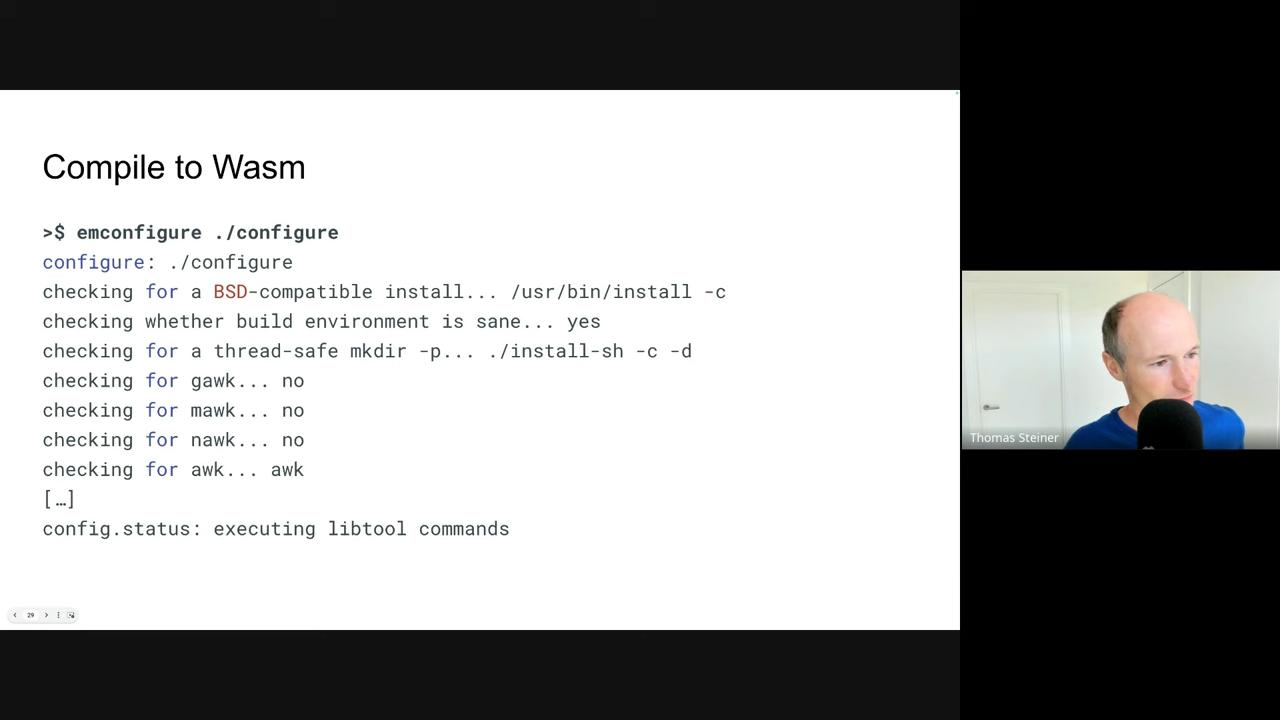 Compile to Wasm
>$ emconfigure ./configure
configure: ./configure
checking for a BSD-compatible install... /usr/bin/install -c
checking whether build environment is sane... yes
checking for a thread-safe mkdir -p... ./install-sh -c -d
checking for gawk... no
checking for mawk... no
checking for nawk... no
checking for awk... awk
[…]
config.status: executing libtool commands
29
Thomas Steiner